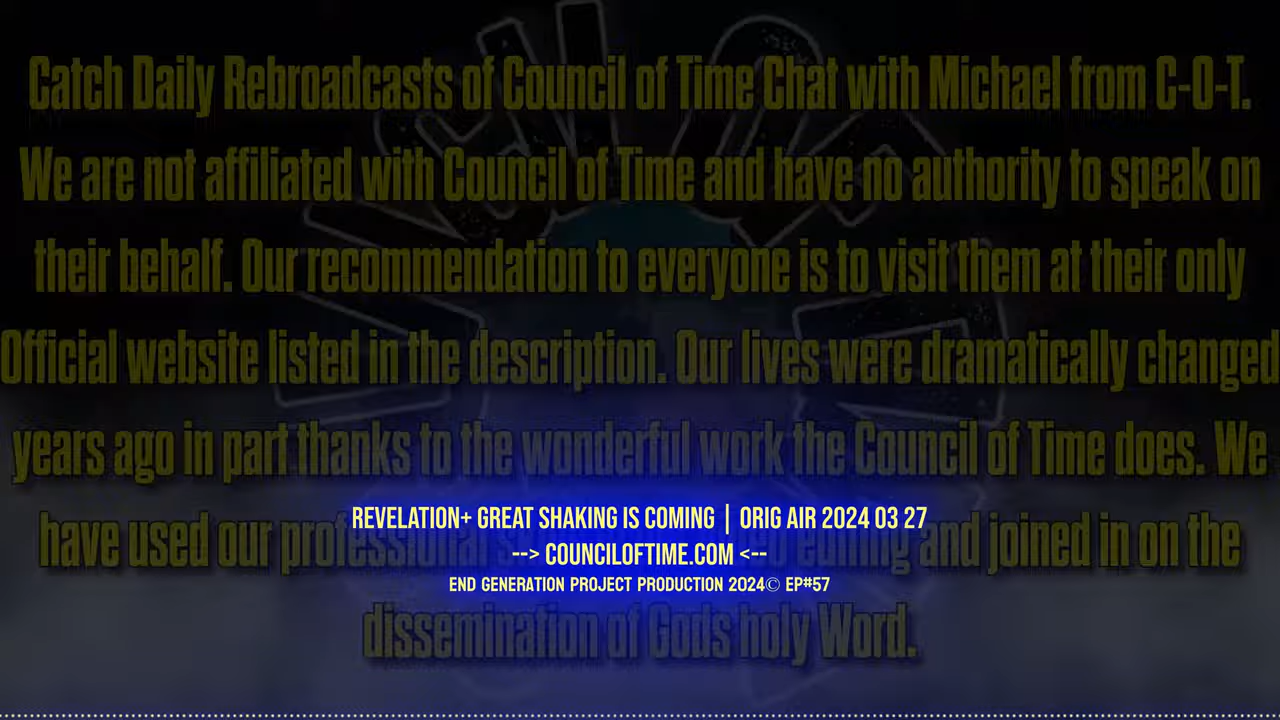 Catch Daily Rebroadcasts of Council of Time Chat with Michael from C-O-T.
We are not affiliated with Council of Time and have no authority to speak on
their behalf. Our recommendation to everyone is to visit them at their only
Official website listed in the description. Our lives were dramatically changed
years ago in part thanks to the wonderful work the Council of Time does. We
have used our professional editing and joined in on the
REVELATION+ GREAT SHAKING IS COMING | ORIG AIR 2024 03 27
--> COUNCILOFTIME.COM <--
END GENERATION PROJECT PRODUCTION 2024© EP#57
dissemination of Gods holy Word.